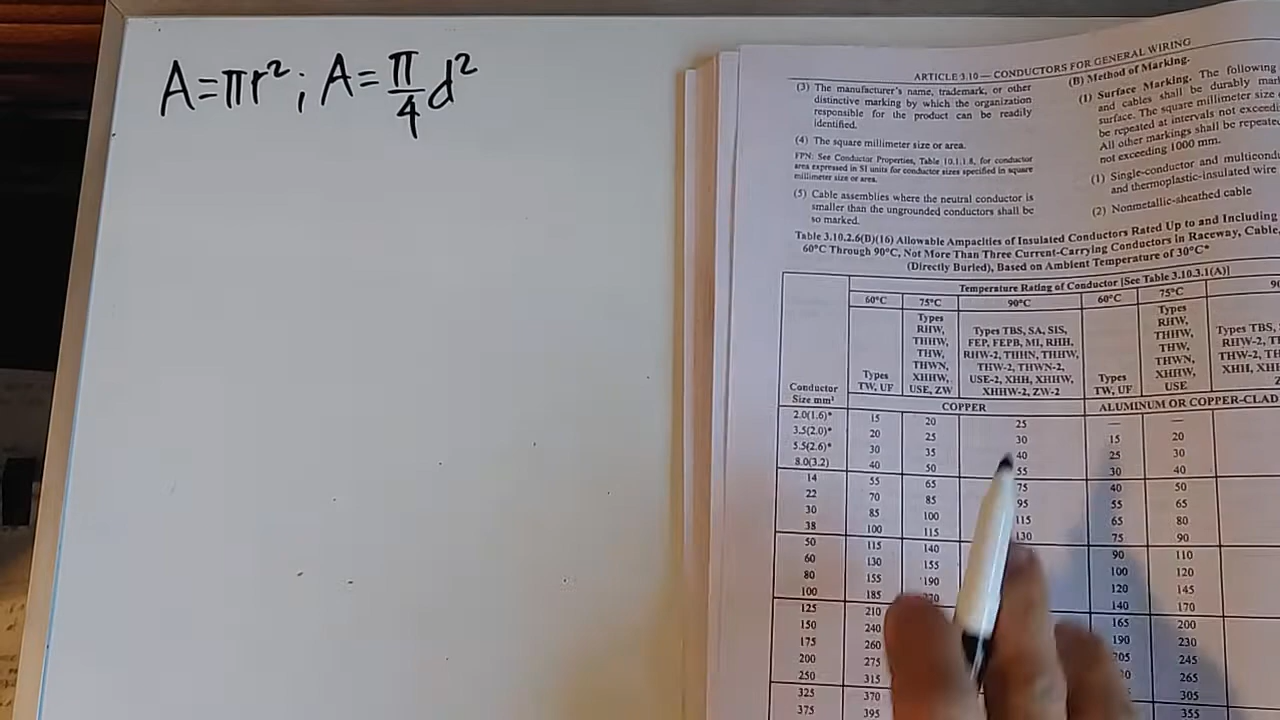 A=πr²; A=π/4 d²
ARTICLE 3.10 — CONDUCTORS FOR GENERAL WIRING
(3) The manufacturer's name, trademark, or other
distinctive marking by which the organization
responsible for the product can be readily
identified.
(4) The square millimeter size or area.
FPN: See Conductor Properties, Table 10.1.1.8, for conductor
area expressed in SI units for conductor sizes specified in square
millimeter size or area.
(5) Cable assemblies where the neutral conductor is
smaller than the ungrounded conductors shall be
so marked.
(B) Method of Marking.
(1) Surface Marking. The following
and cables shall be durably
surface. The square millimeter size
be repeated at intervals not
All other markings shall be
not exceeding 1000 mm.
(1) Single-conductor and
and thermoplastic-insulated wire
(2) Nonmetallic-sheathed cable
Table 3.10.2.6(B)(16) Allowable Ampacities of Insulated Conductors Rated Up to and Including
60°C Through 90°C, Not More Than Three Current-Carrying Conductors in Raceway, Cable,
(Directly Buried), Based on Ambient Temperature of 30°C*
Temperature Rating of Conductor [See Table 3.10.3.1(A)]
60°C 75°C 90°C 60°C 75°C
Conductor
Size mm²
Types
TW, UF
Types
RHW,
THHW,
THW,
THWN,
XHHW,
USE, ZW
Types TBS, SA, SIS,
FEP, FEPB, MI, RHH,
RHW-2, THHN, THHW,
THW-2, THWN-2,
USE-2, XHH, XHHW,
XHHW-2, ZW-2
Types
TW, UF
Types
RHW,
THHW,
THW,
THWN,
XHHW,
USE
Types TBS,
RHW-2,
THW-2,
XHH,
COPPER ALUMINUM OR COPPER-CLAD
2.0(1.6)* 15 20 25 — —
3.5(2.0)* 20 25 30 15 20
5.5(2.6)* 30 35 40 25 30
8.0(3.2) 40 50 55 30 40
14 55 65 75 40 50
22 70 85 95 55 65
30 85 100 115 65 80
38 100 115 130 75 90
50 115 140 90 110
60 130 155 100 120
80 155 190 120 145
100 185 140 170
125 210 165 200
150 240 190 230
175 260 245
200 275 265
250 315 305
325 370 355
375 395